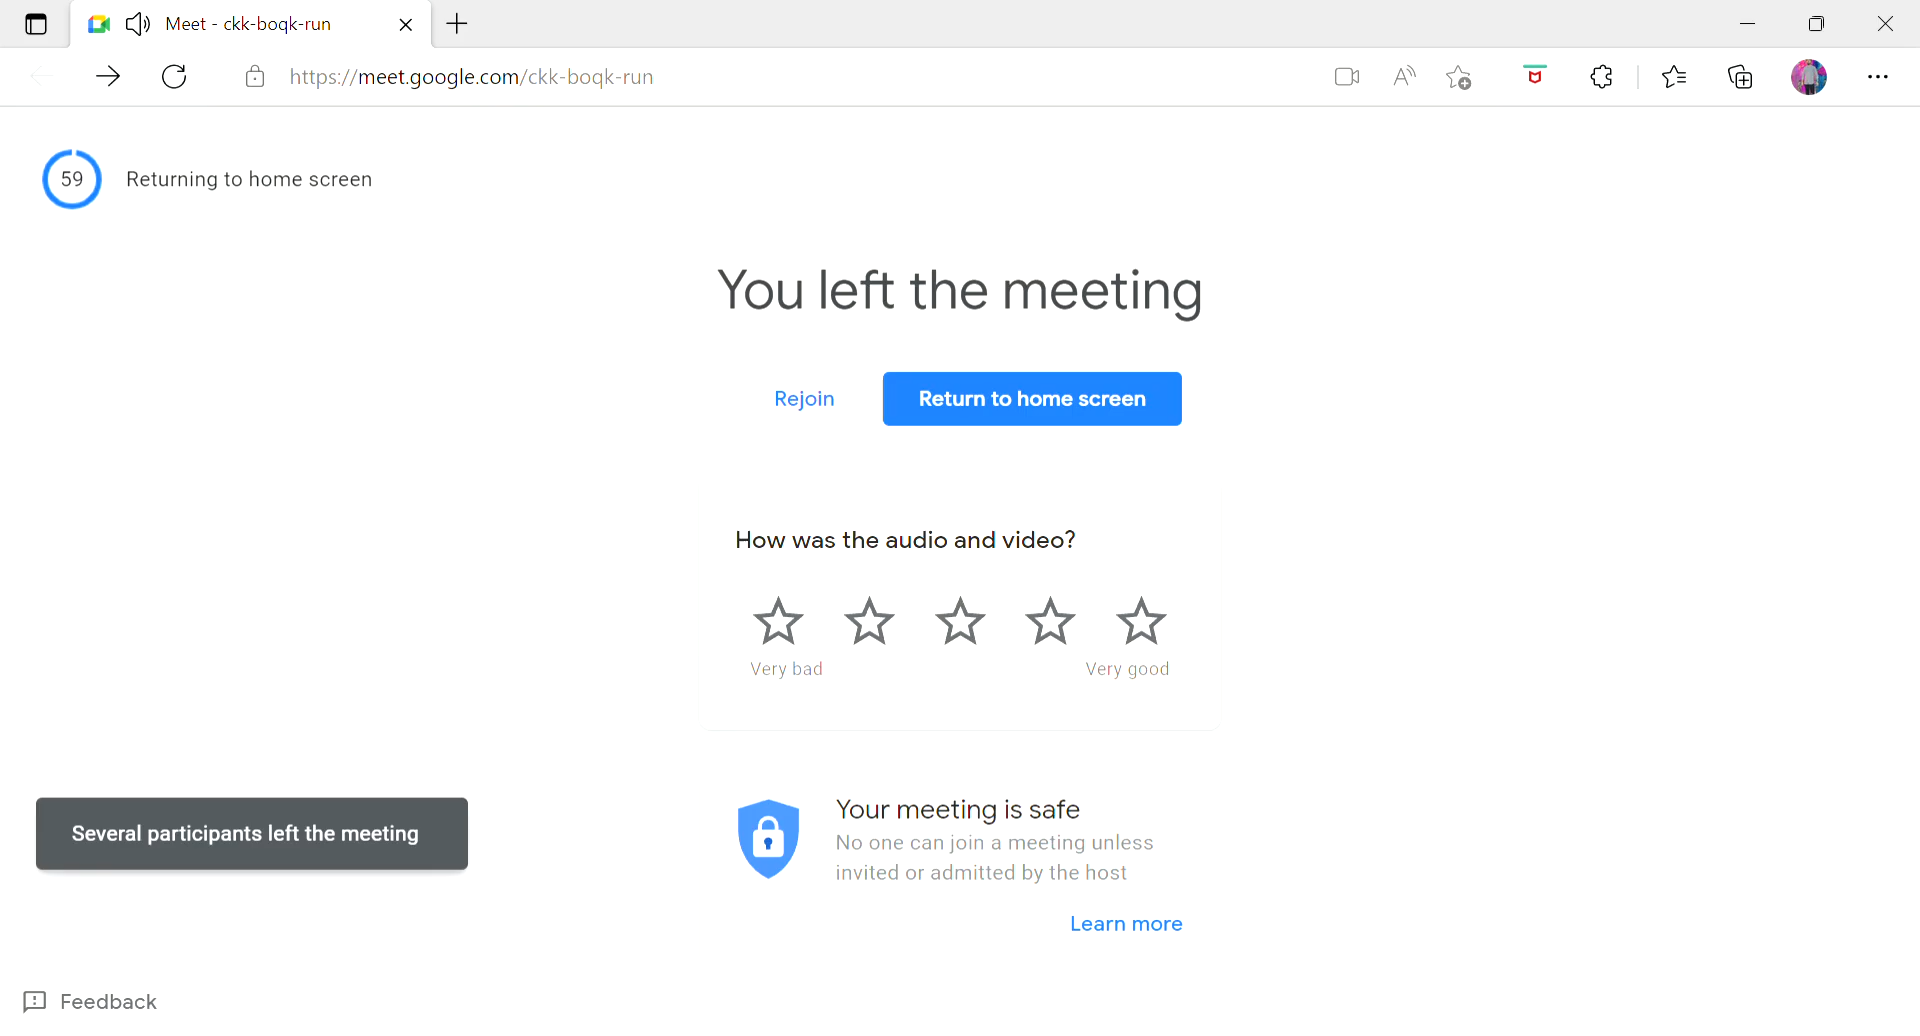 Meet - ckk-boqk-run
https://meet.google.com/ckk-boqk-run
59 Returning to home screen
You left the meeting
Rejoin Return to home screen
How was the audio and video?
Very bad Very good
Your meeting is safe
No one can join a meeting unless
invited or admitted by the host
Several participants left the meeting
Learn more
Feedback